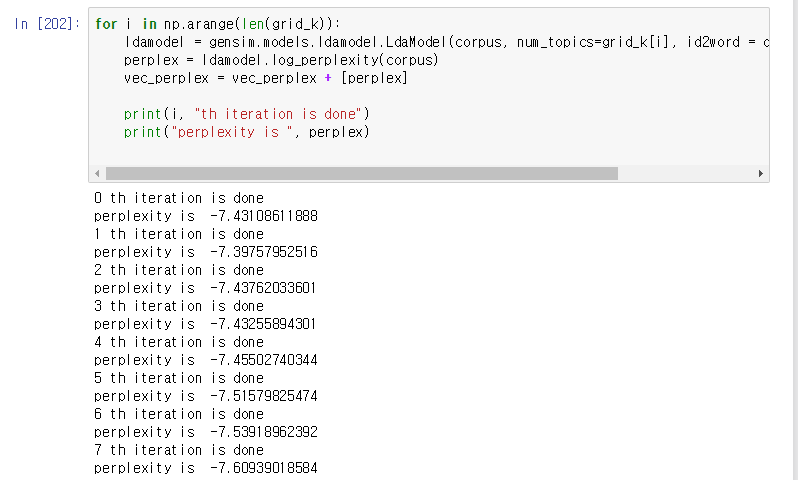 In [202]:
for i in np.arange(len(grid_k)):
    ldamodel = gensim.models.ldamodel.LdaModel(corpus, num_topics=grid_k[i], id2word =
    perplex = ldamodel.log_perplexity(corpus)
    vec_perplex = vec_perplex + [perplex]
    print(i, "th iteration is done")
    print("perplexity is ", perplex)
0 th iteration is done
perplexity is  -7.43108611888
1 th iteration is done
perplexity is  -7.39757952516
2 th iteration is done
perplexity is  -7.43762033601
3 th iteration is done
perplexity is  -7.43255894301
4 th iteration is done
perplexity is  -7.45502740344
5 th iteration is done
perplexity is  -7.51579825474
6 th iteration is done
perplexity is  -7.53918962392
7 th iteration is done
perplexity is  -7.60939018584